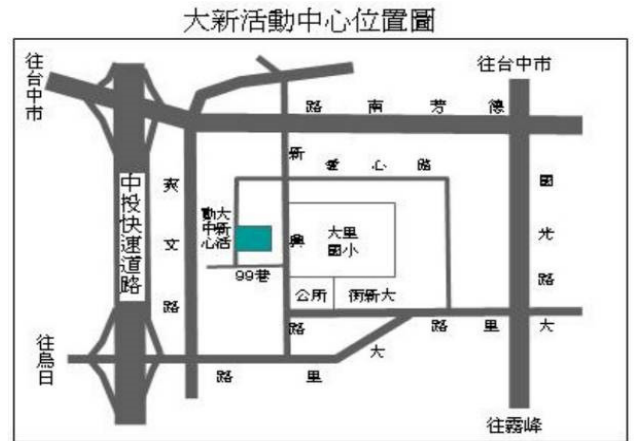 大新活動中心位置圖
往台中市
往台中市
德芳南路
愛心路
新興路
中投快速道路
爽文路
大新活動中心
大里國小
國光路
99巷
公所
大新街
大里路
大里路
往烏日
往霧峰